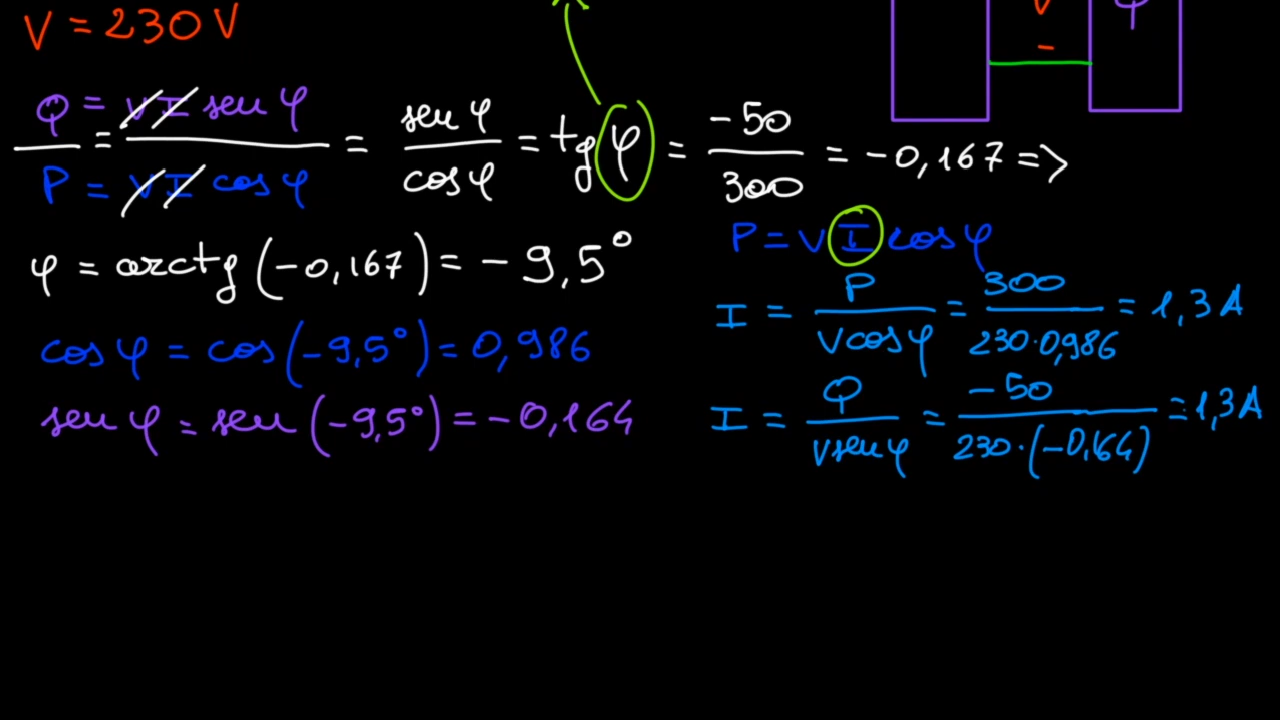 V = 230 V
V
φ
-
Q = VI sen φ / P = VI cos φ = sen φ / cos φ = tg φ = -50 / 300 = -0,167 =>
P = V I cos φ
φ = arctg (-0,167) = -9,5°
I = P / V cos φ = 300 / 230·0,986 = 1,3 A
cos φ = cos (-9,5°) = 0,986
I = Q / V sen φ = -50 / 230·(-0,164) = 1,3 A
sen φ = sen (-9,5°) = -0,164